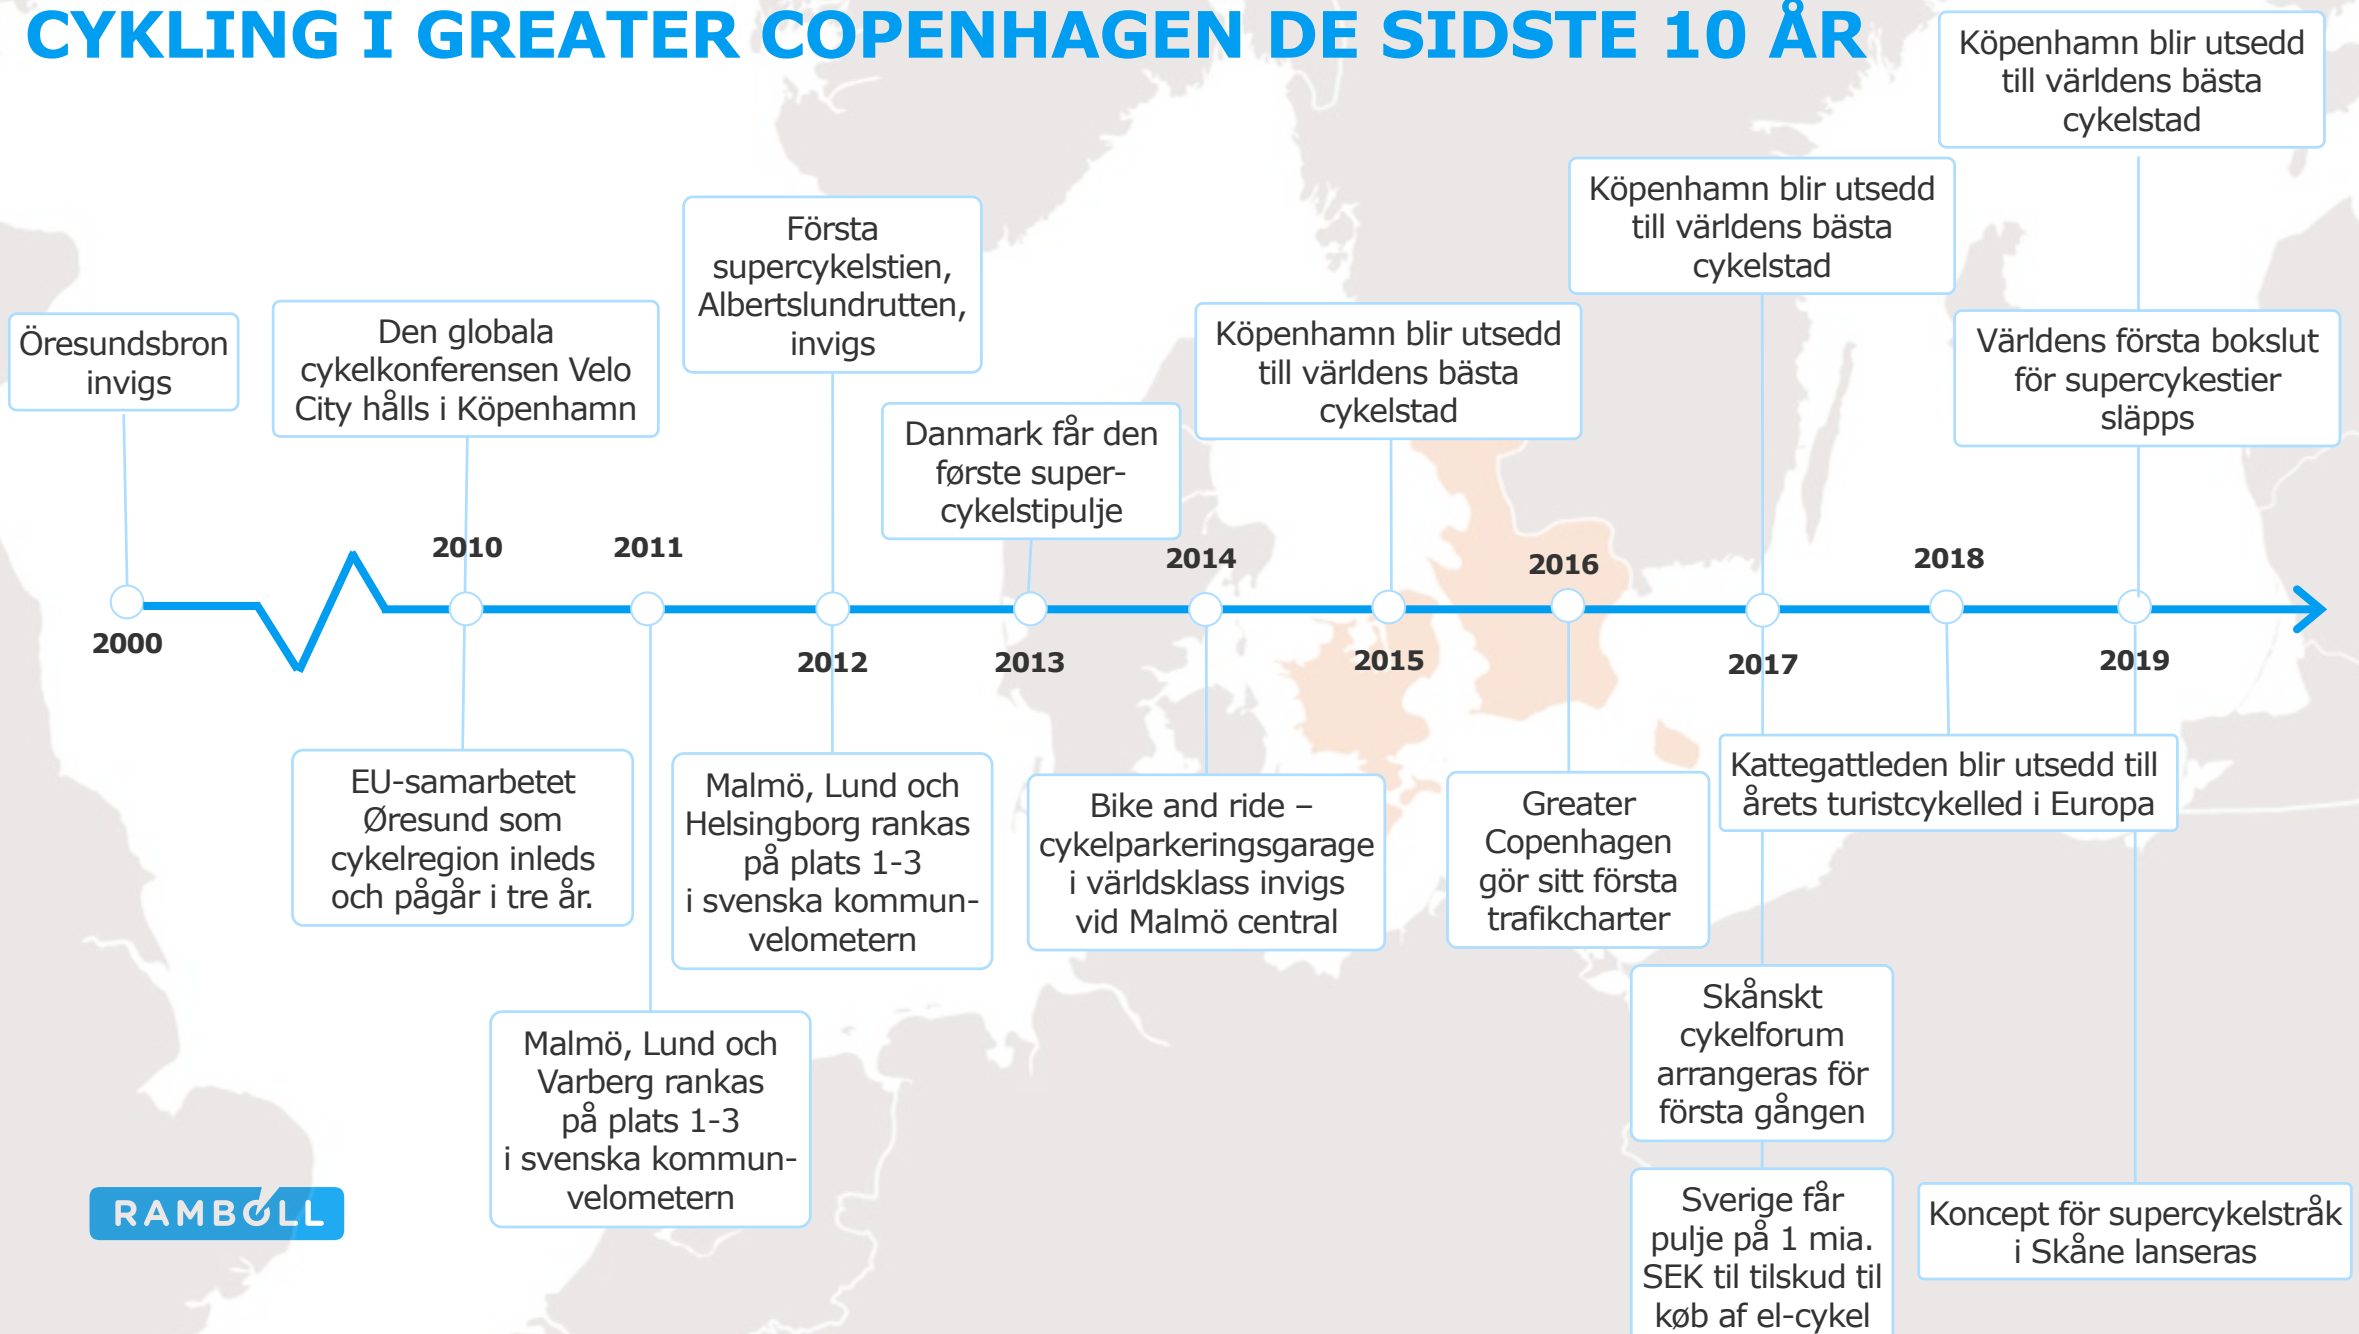 CYKLING I GREATER COPENHAGEN DE SIDSTE 10 ÅR
Öresundsbron
invigs
2000
Den globala
cykelkonferensen Velo
City hålls i Köpenhamn
2010
EU-samarbetet
Øresund som
cykelregion inleds
och pågår i tre år.
2011
Malmö, Lund och
Varberg rankas
på plats 1-3
i svenska kommun-
velometern
Första
supercykelstien,
Albertslundrutten,
invigs
2012
Malmö, Lund och
Helsingborg rankas
på plats 1-3
i svenska kommun-
velometern
Danmark får den
første super-
cykelstipulje
2013
2014
Bike and ride –
cykelparkeringsgarage
i världsklass invigs
vid Malmö central
Köpenhamn blir utsedd
till världens bästa
cykelstad
2015
2016
Greater
Copenhagen
gör sitt första
trafikcharter
Köpenhamn blir utsedd
till världens bästa
cykelstad
2017
Skånskt
cykelforum
arrangeras för
första gången
Sverige får
pulje på 1 mia.
SEK til tilskud til
køb af el-cykel
2018
Kattegattleden blir utsedd till
årets turistcykelled i Europa
Köpenhamn blir utsedd
till världens bästa
cykelstad
Världens första bokslut
för supercykestier
släpps
2019
Koncept för supercykelstråk
i Skåne lanseras
RAMBOLL